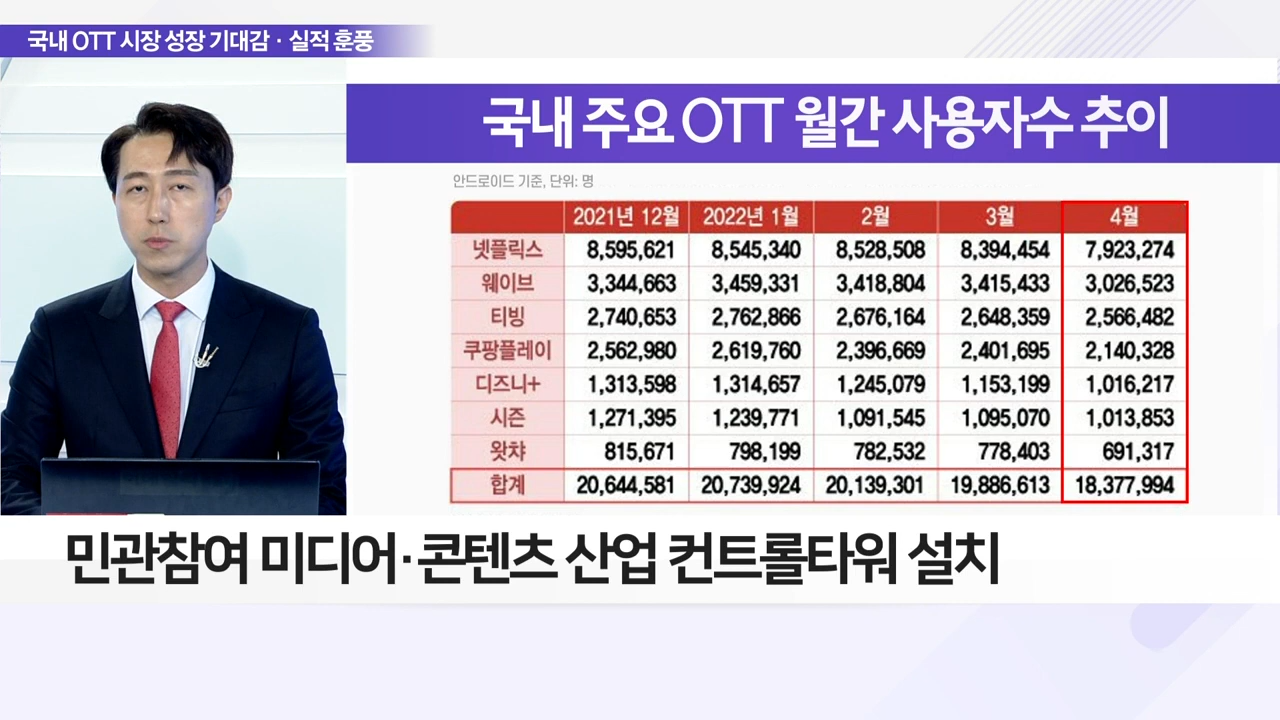 국내 OTT 시장 성장 기대감 · 실적 훈풍
국내 주요 OTT 월간 사용자수 추이
안드로이드 기준, 단위: 명
2021년 12월 2022년 1월 2월 3월 4월
넷플릭스 8,595,621 8,545,340 8,528,508 8,394,454 7,923,274
웨이브 3,344,663 3,459,331 3,418,804 3,415,433 3,026,523
티빙 2,740,653 2,762,866 2,676,164 2,648,359 2,566,482
쿠팡플레이 2,562,980 2,619,760 2,396,669 2,401,695 2,140,328
디즈니+ 1,313,598 1,314,657 1,245,079 1,153,199 1,016,217
시즌 1,271,395 1,239,771 1,091,545 1,095,070 1,013,853
왓챠 815,671 798,199 782,532 778,403 691,317
합계 20,644,581 20,739,924 20,139,301 19,886,613 18,377,994
민관참여 미디어·콘텐츠 산업 컨트롤타워 설치